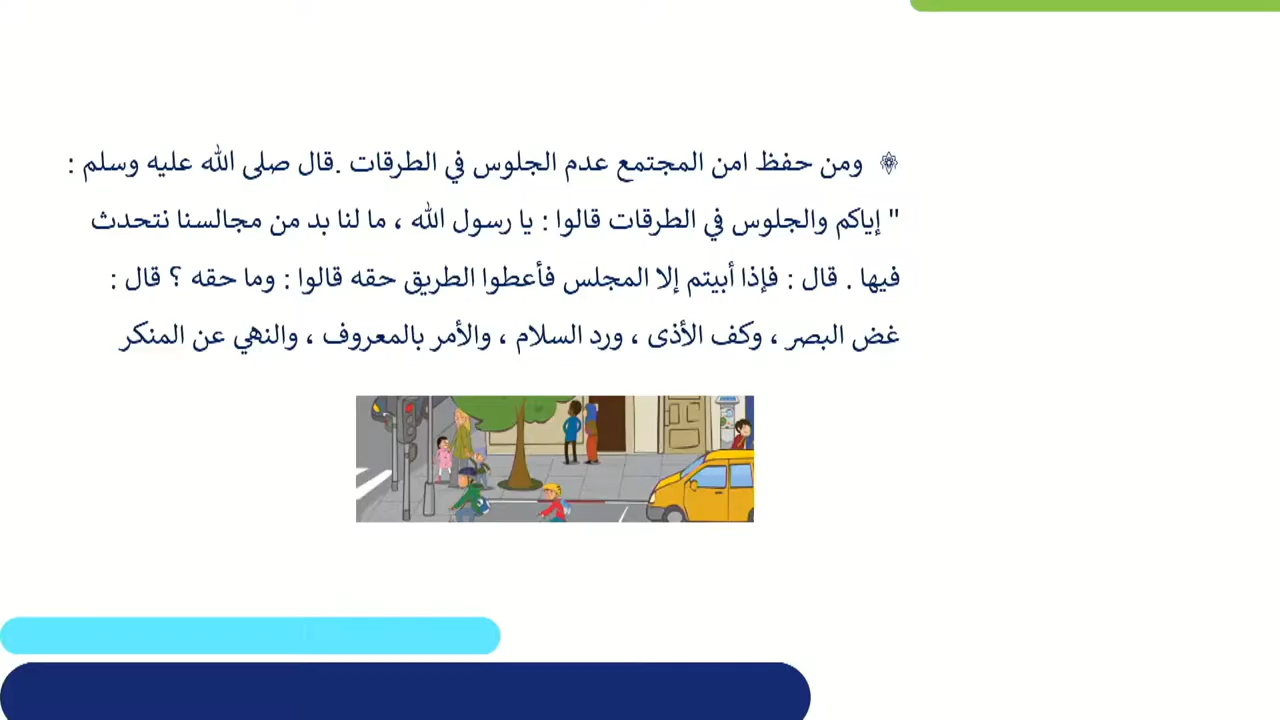 ومن حفظ امن المجتمع عدم الجلوس في الطرقات .قال صلى الله عليه وسلم :
" إياكم والجلوس في الطرقات قالوا : يا رسول الله ، ما لنا بد من مجالسنا نتحدث
فيها . قال : فإذا أبيتم إلا المجلس فأعطوا الطريق حقه قالوا : وما حقه ؟ قال :
غض البصر ، وكف الأذى ، ورد السلام ، والأمر بالمعروف ، والنهي عن المنكر